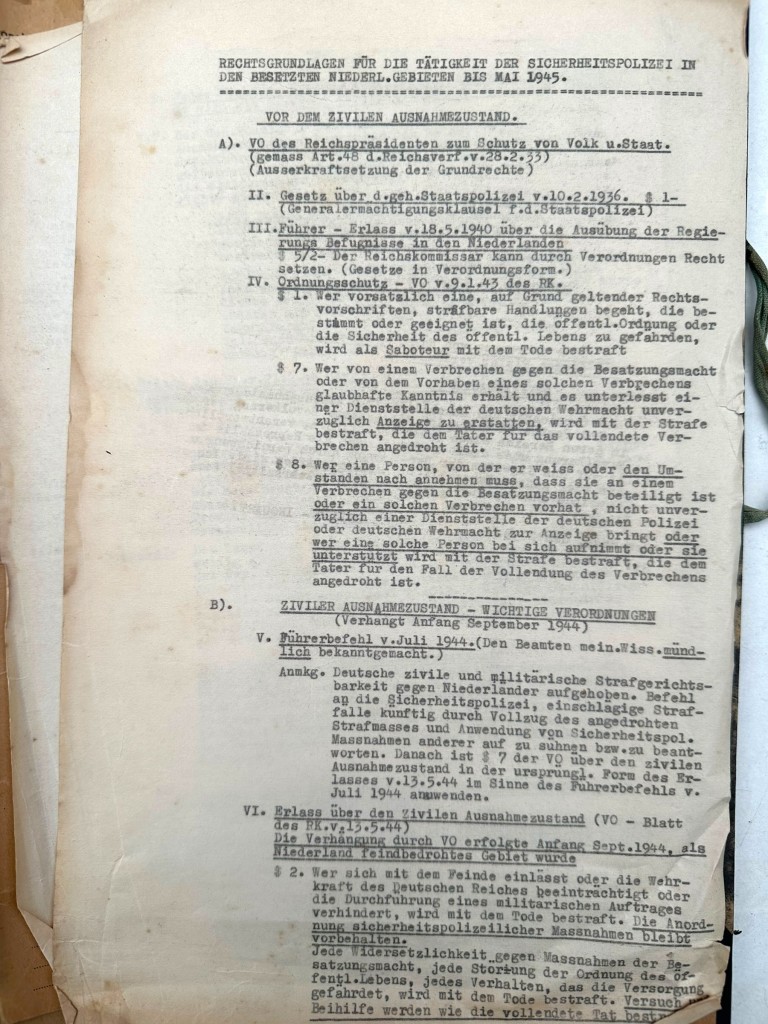 RECHTSGRUNDLAGEN FÜR DIE TÄTIGKEIT DER SICHERHEITSPOLIZEI IN
DEN BESETZTEN NIEDERL.GEBIETEN BIS MAI 1945.
VOR DEM ZIVILEN AUSNAHMEZUSTAND.
A). VO des Reichspräsidenten zum Schutz von Volk u.Staat.
(gemass Art.48 d.Reichsverf.v.28.2.33)
(Ausserkraftsetzung der Grundrechte)
II. Gesetz über d.geh.Staatspolizei v.10.2.1936. § 1-
(Generalermächtigungsklausel f.d.Staatspolizei)
III.Führer - Erlass v.18.5.1940 über die Ausübung der Regie-
rungs Befugnisse in den Niederlanden
§ 5/2- Der Reichskommissar kann durch Verordnungen Recht
setzen. (Gesetze in Verordnungsform.)
IV. Ordnungsschutz - VO v.9.1.43 des RK.
§ 1. Wer vorsätzlich eine, auf Grund geltender Rechts-
vorschriften, strafbare Handlungen begeht, die be-
stimmt oder geeignet ist, die öffentl.Ordnung oder
die Sicherheit des öffentl. Lebens zu gefahrden,
wird als Saboteur mit dem Tode bestraft
§ 7. Wer von einem Verbrechen gegen die Besatzungsmacht
oder von dem Vorhaben eines solchen Verbrechens
glaubhafte Kanntnis erhält und es unterlesst ei-
ner Dienststelle der deutschen Wehrmacht unver-
züglich Anzeige zu erstatten, wird mit der Strafe
bestraft, die dem Täter für das vollendete Ver-
brechen angedroht ist.
§ 8. Wer eine Person, von der er weiss oder den Um-
standen nach annehmen muss, dass sie an einem
Verbrechen gegen die Besatzungsmacht beteiligt ist
oder ein solchen Verbrechen vorhat , nicht unver-
züglich einer Dienststelle der deutschen Polizei
oder deutschen Wehrmacht zur Anzeige bringt oder
wer eine solche Person bei sich aufnimmt oder sie
unterstützt wird mit der Strafe bestraft, die dem
Täter für den Fall der Vollendung des Verbrechens
angedroht ist.
B). ZIVILER AUSNAHMEZUSTAND - WICHTIGE VERORDNUNGEN
(Verhängt Anfang September 1944)
V. Führerbefehl v.Juli 1944.(Den Beamten mein.Wiss.münd-
lich bekanntgemacht.)
Anmkg. Deutsche zivile und militärische Strafgerichts-
barkeit gegen Niederländer aufgehoben. Befehl
an die Sicherheitspolizei, einschlägige Straf-
fälle künftig durch Vollzug des angedrohten
Strafmasses und Anwendung von Sicherheitspol.
Massnahmen anderer auf zu sühnen bzw.zu beant-
worten. Danach ist § 7 der VO über den zivilen
Ausnahmezustand in der ursprüngl. Form des Er-
lasses v.13.5.44 im Sinne des Führerbefehls v.
Juli 1944 anzuwenden.
VI. Erlass über den Zivilen Ausnahmezustand (VO - Blatt
des RK.v.13.5.44)
Die Verhängung durch VO erfolgte Anfang Sept.1944, als
Niederland feindbedrohtes Gebiet wurde
§ 2. Wer sich mit dem Feinde einlässt oder die Wehr-
kraft des Deutschen Reiches beeinträchtigt oder
die Durchführung eines militärischen Auftrages
verhindert, wird mit dem Tode bestraft. Die Anord-
nung sicherheitspolizeilicher Massnahmen bleibt
vorbehalten.
Jede Widersetzlichkeit gegen Massnahmen der Be-
satzungsmacht, jede Störung der Ordnung des öf-
fentl.Lebens, jedes Verhalten, das die Versorgung
gefährdet, wird mit dem Tode bestraft. Versuch
Beihilfe werden wie die vollendete Tat